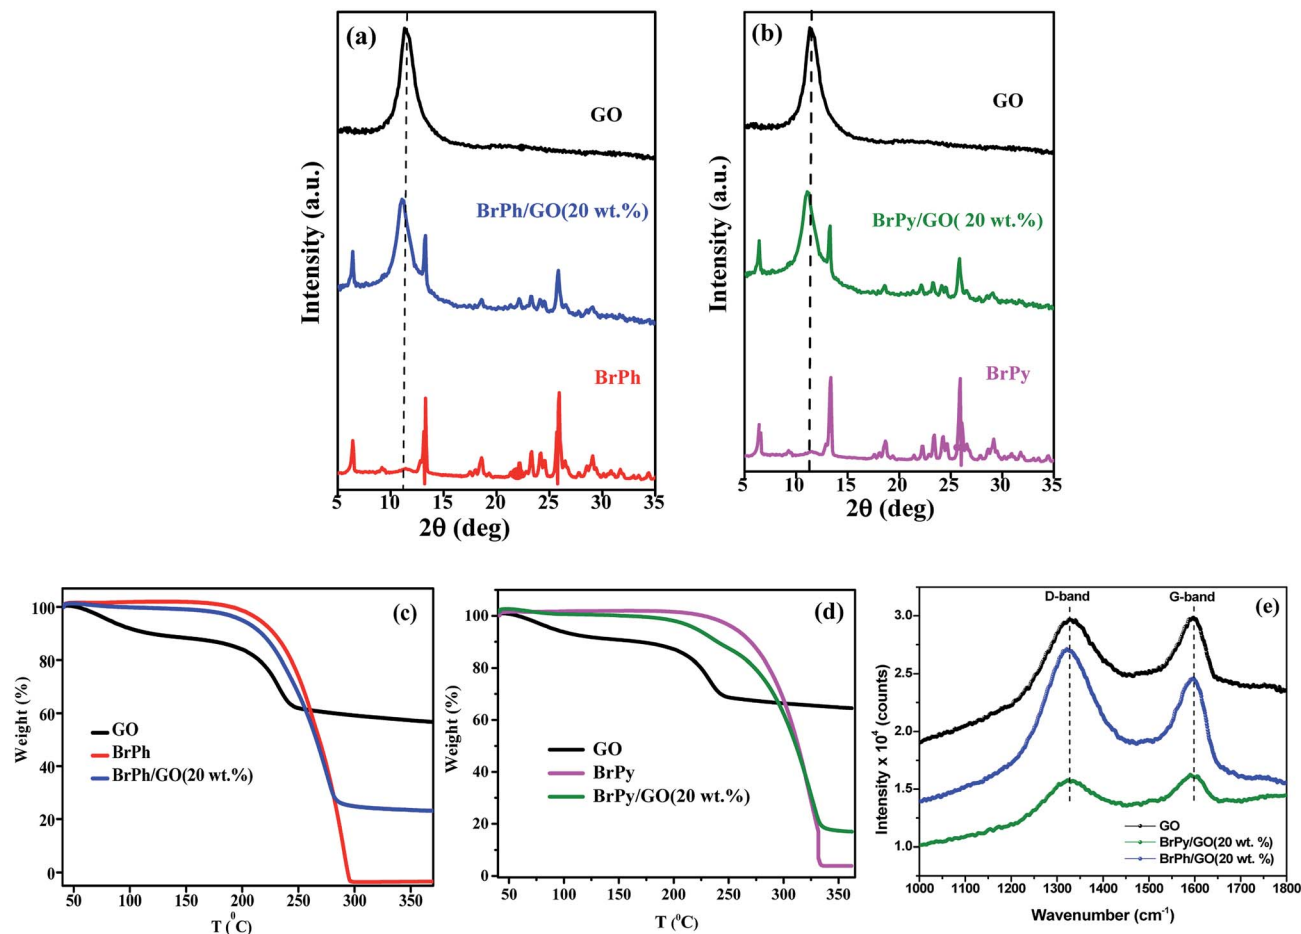 (a)
GO
BrPh/GO(20 wt.%)
BrPh
Intensity (a.u.)
5 10 15 20 25 30 35
2θ (deg)
(b)
GO
BrPy/GO( 20 wt.%)
BrPy
Intensity (a.u.)
5 10 15 20 25 30 35
2θ (deg)
(c)
100
80
60
40
20
0
Weight (%)
GO
BrPh
BrPh/GO(20 wt.%)
50 100 150 200 250 300 350
T (⁰C)
(d)
100
80
60
40
20
0
Weight (%)
GO
BrPy
BrPy/GO(20 wt.%)
50 100 150 200 250 300 350
T (⁰C)
D-band G-band
(e)
3.0
2.5
2.0
1.5
1.0
Intensity x 10⁴ (counts)
GO
BrPy/GO(20 wt. %)
BrPh/GO(20 wt. %)
1000 1100 1200 1300 1400 1500 1600 1700 1800
Wavenumber (cm⁻¹)